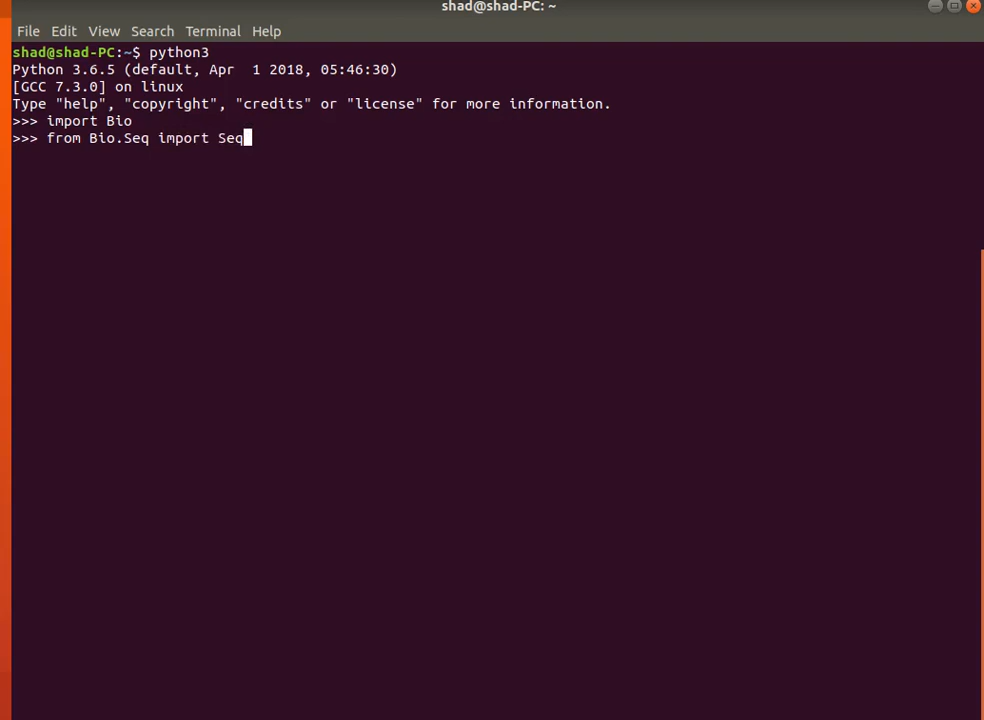 shad@shad-PC: ~
File Edit View Search Terminal Help
shad@shad-PC:~$ python3
Python 3.6.5 (default, Apr  1 2018, 05:46:30)
[GCC 7.3.0] on linux
Type "help", "copyright", "credits" or "license" for more information.
>>> import Bio
>>> from Bio.Seq import Seq